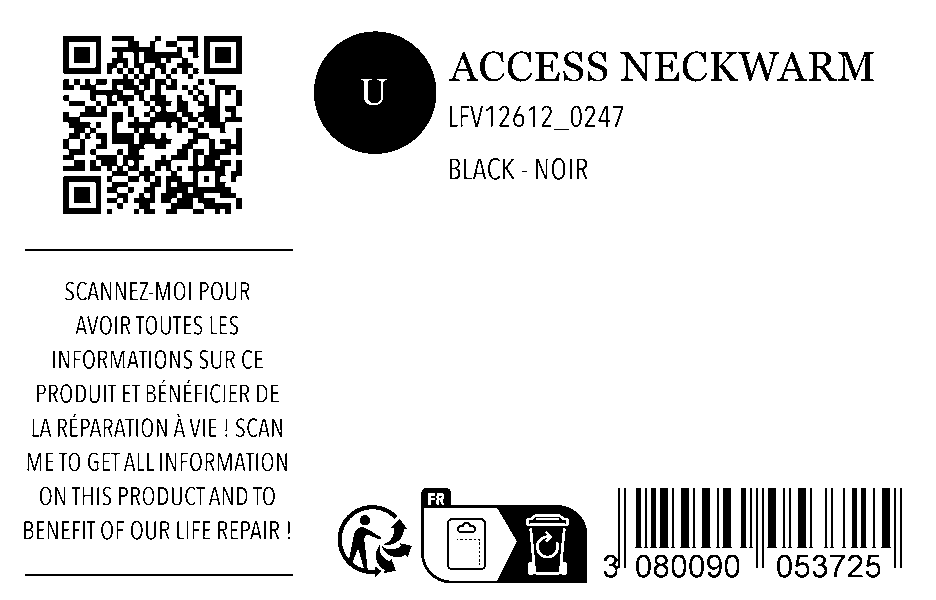 U
ACCESS NECKWARM
LFV12612_0247
BLACK - NOIR
SCANNEZ-MOI POUR
AVOIR TOUTES LES
INFORMATIONS SUR CE
PRODUIT ET BÉNÉFICIER DE
LA RÉPARATION À VIE ! SCAN
ME TO GET ALL INFORMATION
ON THIS PRODUCT AND TO
BENEFIT OF OUR LIFE REPAIR !
FR
3 080090 053725